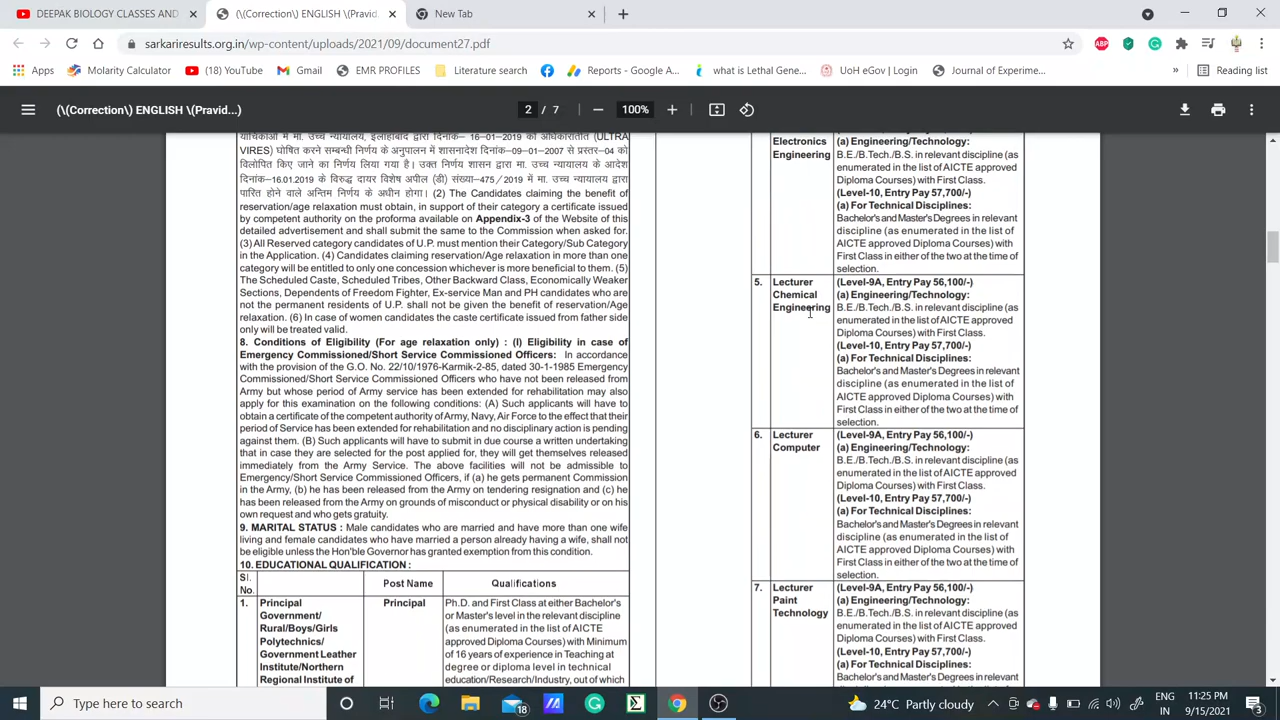 DEEPAK BIOLOGY CLASSES AND
(\(Correction\) ENGLISH \(Pravid
New Tab
sarkariresults.org.in/wp-content/uploads/2021/09/document27.pdf
Apps
Molarity Calculator
(18) YouTube
Gmail
EMR PROFILES
Literature search
Reports - Google A...
what is Lethal Gene...
UoH eGov | Login
Journal of Experime...
»
Reading list
(\(Correction\) ENGLISH \(Pravid...)
2 / 7
100%
याचिकाओं में मा. उच्च न्यायालय, इलाहाबाद द्वारा दिनांक– 16-01-2019 को अधिकारातीत (ULTRA
VIRES) घोषित करने सम्बन्धी निर्णय के अनुपालन में शासनादेश दिनांक–09-01-2007 से प्रस्तर–04 को
विलोपित किए जाने का निर्णय लिया गया है। उक्त निर्णय शासन द्वारा मा. उच्च न्यायालय के आदेश
दिनांक–16.01.2019 के विरुद्ध दायर विशेष अपील (डी) संख्या–475/2019 में मा. उच्च न्यायालय द्वारा
पारित होने वाले अन्तिम निर्णय के अधीन होगा। (2) The Candidates claiming the benefit of
reservation/age relaxation must obtain, in support of their category a certificate issued
by competent authority on the proforma available on Appendix-3 of the Website of this
detailed advertisement and shall submit the same to the Commission when asked for.
(3) All Reserved category candidates of U.P. must mention their Category/Sub Category
in the Application. (4) Candidates claiming reservation/Age relaxation in more than one
category will be entitled to only one concession whichever is more beneficial to them. (5)
The Scheduled Caste, Scheduled Tribes, Other Backward Class, Economically Weaker
Sections, Dependents of Freedom Fighter, Ex-service Man and PH candidates who are
not the permanent residents of U.P. shall not be given the benefit of reservation/Age
relaxation. (6) In case of women candidates the caste certificate issued from father side
only will be treated valid.
8. Conditions of Eligibility (For age relaxation only) : (I) Eligibility in case of
Emergency Commissioned/Short Service Commissioned Officers: In accordance
with the provision of the G.O. No. 22/10/1976-Karmik-2-85, dated 30-1-1985 Emergency
Commissioned/Short Service Commissioned Officers who have not been released from
Army but whose period of Army service has been extended for rehabilitation may also
apply for this examination on the following conditions: (A) Such applicants will have to
obtain a certificate of the competent authority of Army, Navy, Air Force to the effect that their
period of Service has been extended for rehabilitation and no disciplinary action is pending
against them. (B) Such applicants will have to submit in due course a written undertaking
that in case they are selected for the post applied for, they will get themselves released
immediately from the Army Service. The above facilities will not be admissible to
Emergency/Short Service Commissioned Officers, if (a) he gets permanent Commission
in the Army, (b) he has been released from the Army on tendering resignation and (c) he
has been released from the Army on grounds of misconduct or physical disability or on his
own request and who gets gratuity.
9. MARITAL STATUS : Male candidates who are married and have more than one wife
living and female candidates who have married a person already having a wife, shall not
be eligible unless the Hon'ble Governor has granted exemption from this condition.
10. EDUCATIONAL QUALIFICATION :
Sl.
No.
Post Name
Qualifications
1.
Principal
Government/
Rural/Boys/Girls
Polytechnics/
Government Leather
Institute/Northern
Regional Institute of
Principal
Ph.D. and First Class at either Bachelor's
or Master's level in the relevant discipline
(as enumerated in the list of AICTE
approved Diploma Courses) with Minimum
of 16 years of experience in Teaching at
degree or diploma level in technical
education/Research/Industry, out of which
Electronics
Engineering
(a) Engineering/Technology:
B.E./B.Tech./B.S. in relevant discipline (as
enumerated in the list of AICTE approved
Diploma Courses) with First Class.
(Level-10, Entry Pay 57,700/-)
(a) For Technical Disciplines:
Bachelor's and Master's Degrees in relevant
discipline (as enumerated in the list of
AICTE approved Diploma Courses) with
First Class in either of the two at the time of
selection.
5.
Lecturer
Chemical
Engineering
(Level-9A, Entry Pay 56,100/-)
(a) Engineering/Technology:
B.E./B.Tech./B.S. in relevant discipline (as
enumerated in the list of AICTE approved
Diploma Courses) with First Class.
(Level-10, Entry Pay 57,700/-)
(a) For Technical Disciplines:
Bachelor's and Master's Degrees in relevant
discipline (as enumerated in the list of
AICTE approved Diploma Courses) with
First Class in either of the two at the time of
selection.
6.
Lecturer
Computer
(Level-9A, Entry Pay 56,100/-)
(a) Engineering/Technology:
B.E./B.Tech./B.S. in relevant discipline (as
enumerated in the list of AICTE approved
Diploma Courses) with First Class.
(Level-10, Entry Pay 57,700/-)
(a) For Technical Disciplines:
Bachelor's and Master's Degrees in relevant
discipline (as enumerated in the list of
AICTE approved Diploma Courses) with
First Class in either of the two at the time of
selection.
7.
Lecturer
Paint
Technology
(Level-9A, Entry Pay 56,100/-)
(a) Engineering/Technology:
B.E./B.Tech./B.S. in relevant discipline (as
enumerated in the list of AICTE approved
Diploma Courses) with First Class.
(Level-10, Entry Pay 57,700/-)
(a) For Technical Disciplines:
Bachelor's and Master's Degrees in relevant
Type here to search
18
24°C Partly cloudy
ENG
IN
11:25 PM
9/15/2021